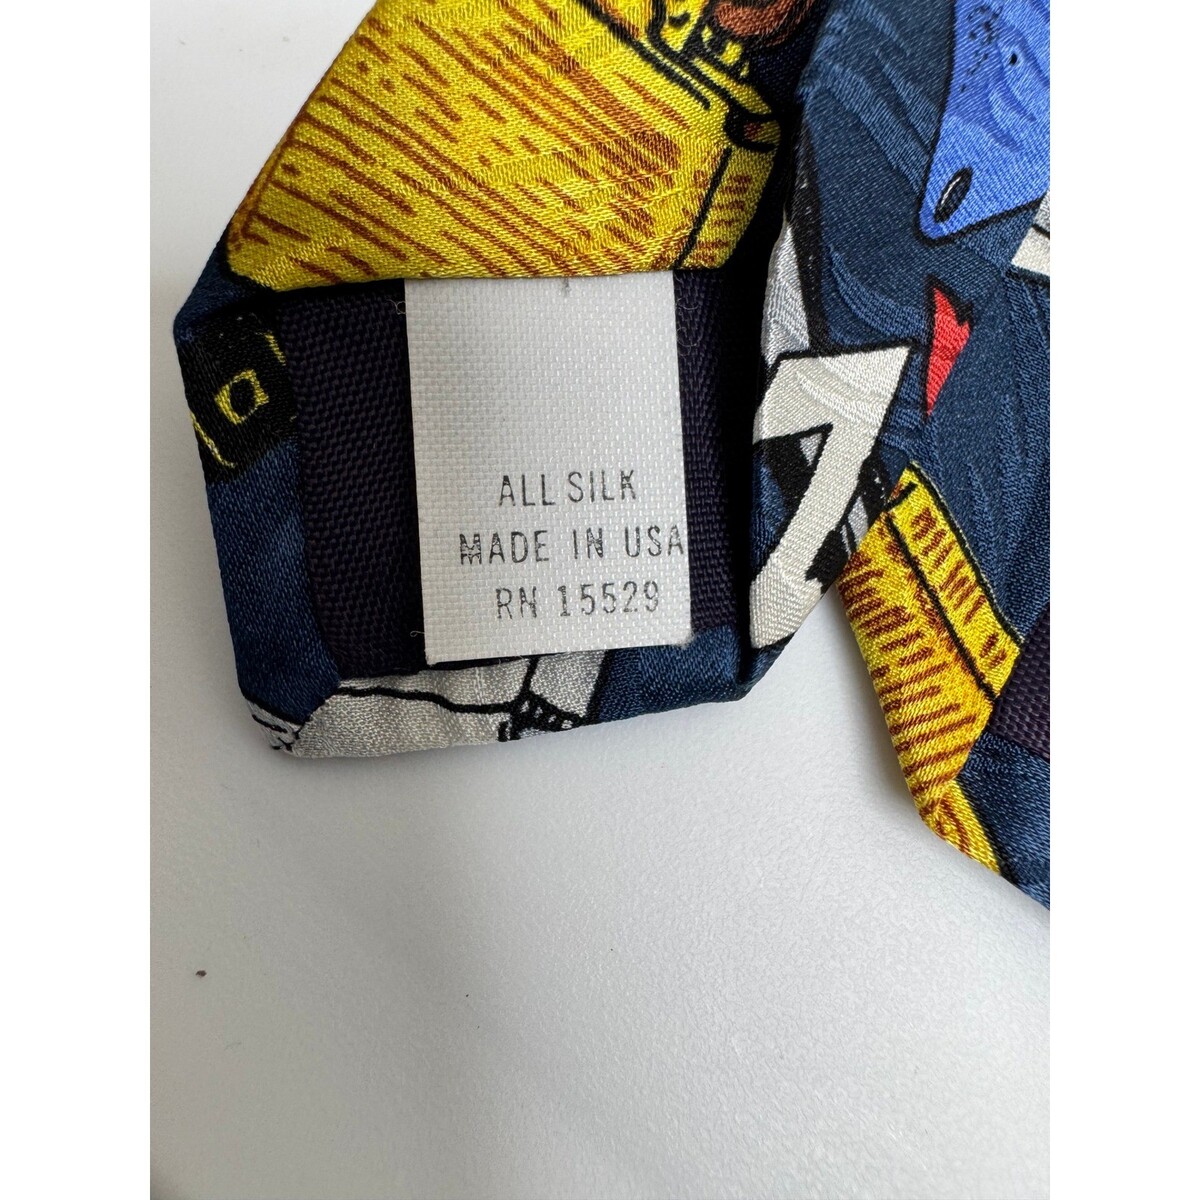 ALL SILK
MADE IN USA
RN 15529